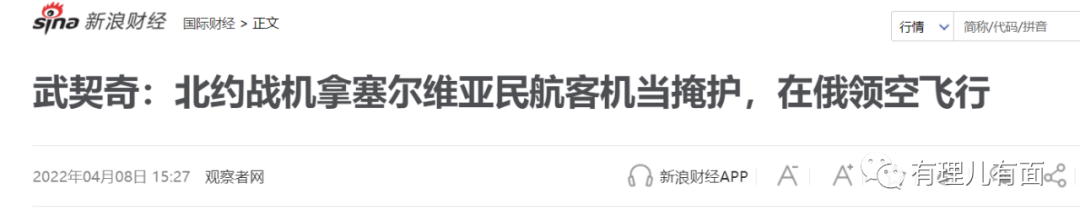 sina 新浪财经 国际财经 > 正文 行情 简称/代码/拼音
武契奇：北约战机拿塞尔维亚民航客机当掩护，在俄领空飞行
2022年04月08日 15:27 观察者网 新浪财经APP A- A+ 有理儿有面